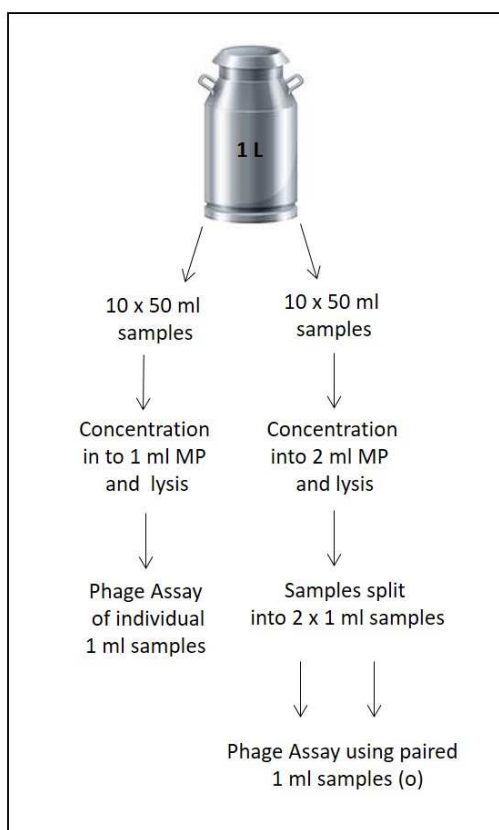 1 L
10 x 50 ml
samples
Concentration
in to 1 ml MP
and lysis
Phage Assay
of individual
1 ml samples
10 x 50 ml
samples
Concentration
into 2 ml MP
and lysis
Samples split
into 2 x 1 ml samples
Phage Assay using paired
1 ml samples (o)